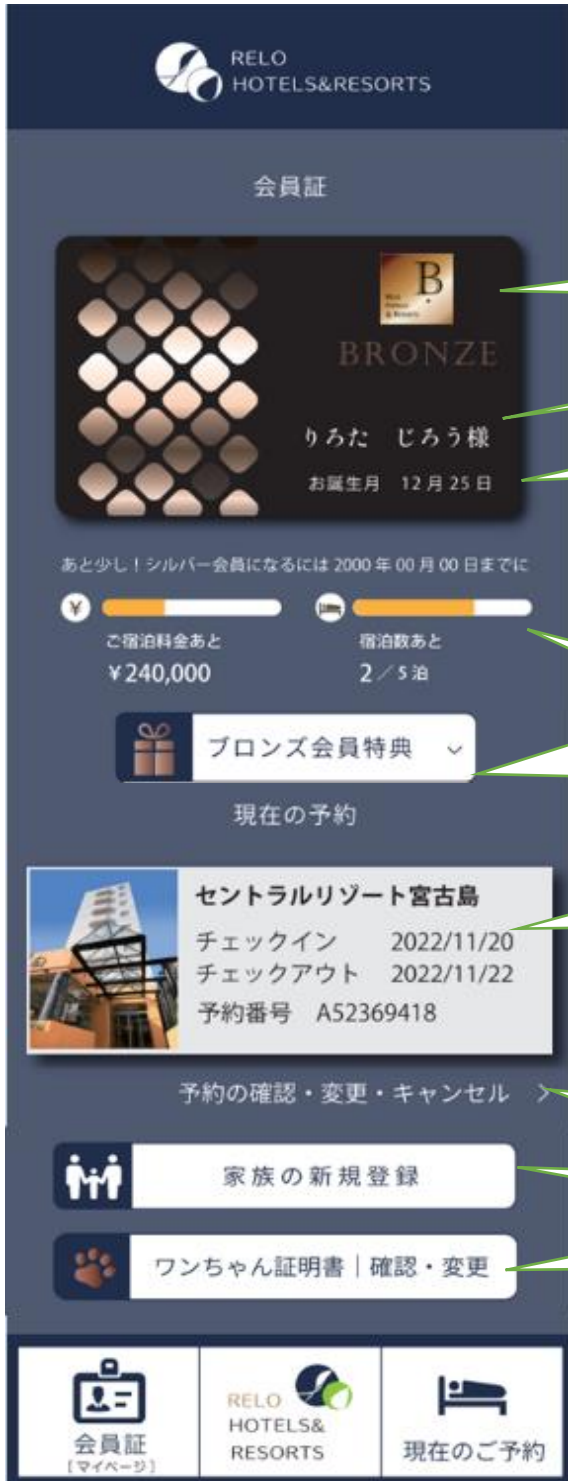 RELO
HOTELS&RESORTS
会員証
B
BRONZE
りろた じろう様
お誕生月 12月25日
あと少し!シルバー会員になるには2000年00月00日までに
¥
ご宿泊料金あと
宿泊数あと
¥240,000
2/5泊
ブロンズ会員特典
現在の予約
セントラルリゾート宮古島
チェックイン 2022/11/20
チェックアウト 2022/11/22
予約番号 A52369418
予約の確認・変更・キャンセル >
家族の新規登録
ワンちゃん証明書|確認・変更
会員証
[マイページ]
RELO
HOTELS&
RESORTS
現在のご予約